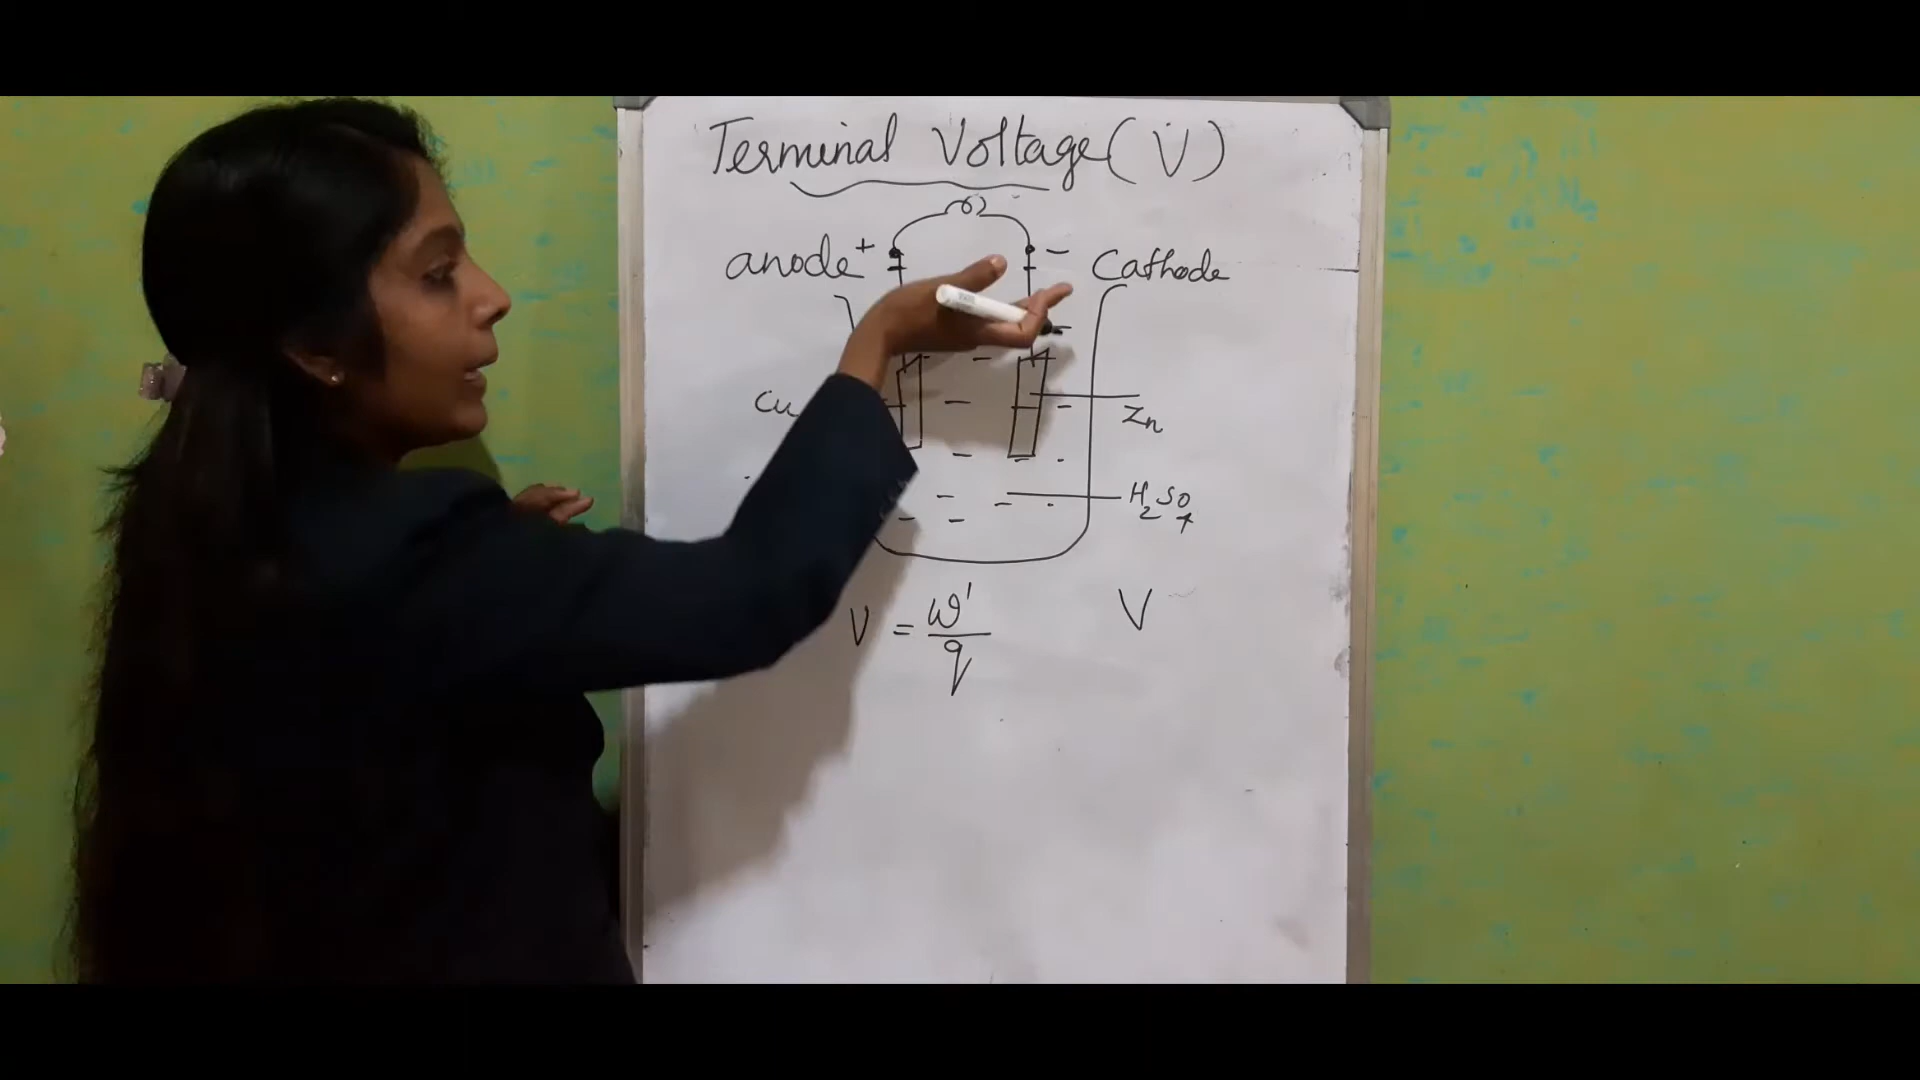 Terminal Voltage (V)
anode + - Cathode
Cu
Zn
H2SO4
V = W'/q
V